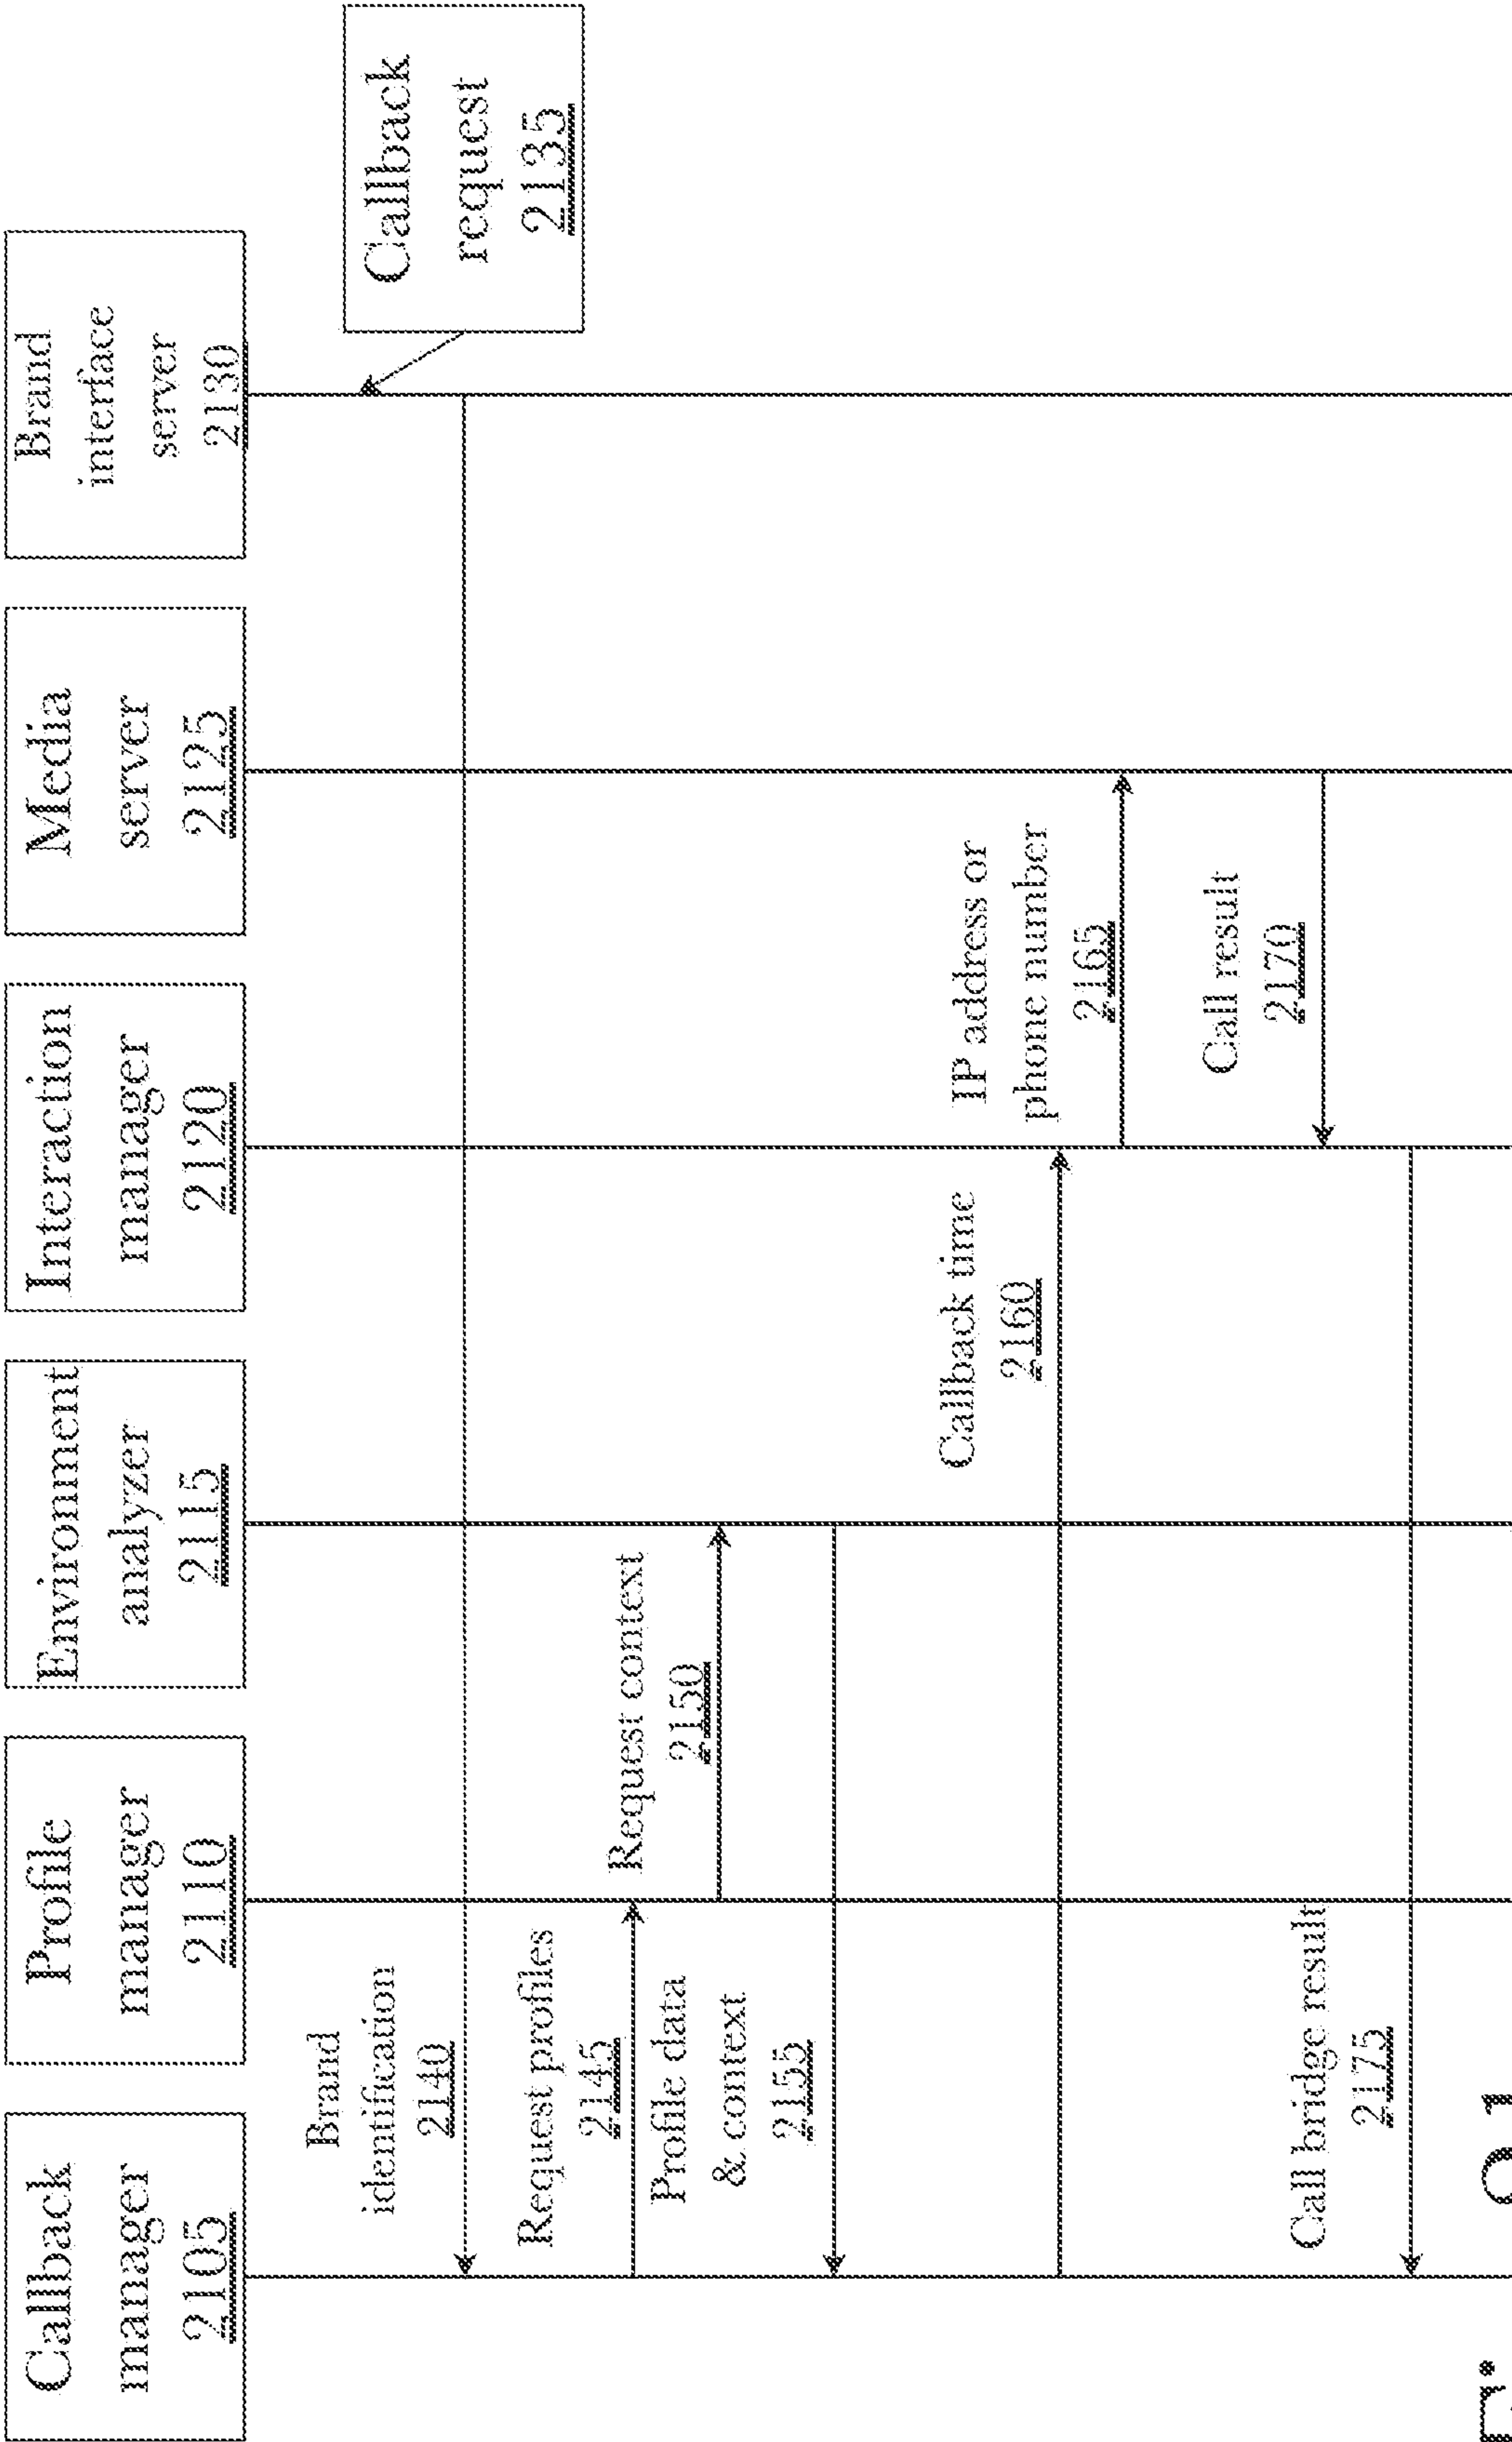 Callback
manager
2105
Profile
manager
2110
Environment
analyzer
2115
Interaction
manager
2120
Media
server
2125
Brand
interface
server
2130
Callback
request
2135
Brand
identification
2140
Request profiles
2145
Request context
2150
Profile data
& context
2155
Callback time
2160
IP address or
phone number
2165
Call result
2170
Call bridge result
2175